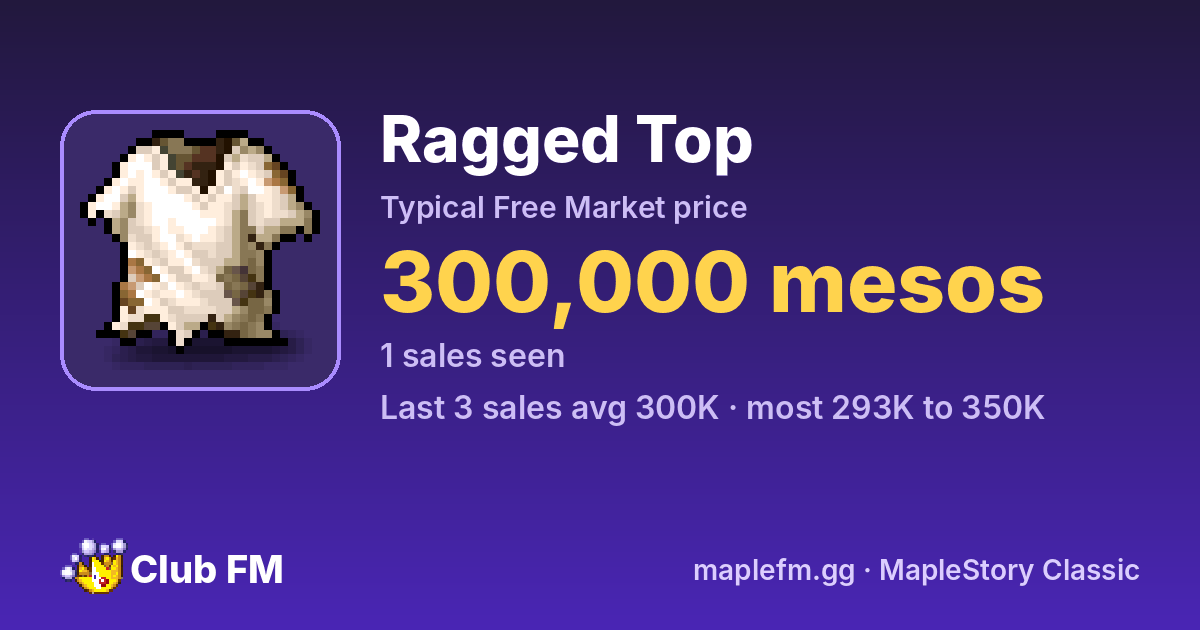 Ragged Top
Typical Free Market price
300,000 mesos
1 sales seen
Last 3 sales avg 300K · most 293K to 350K
Club FM
maplefm.gg · MapleStory Classic